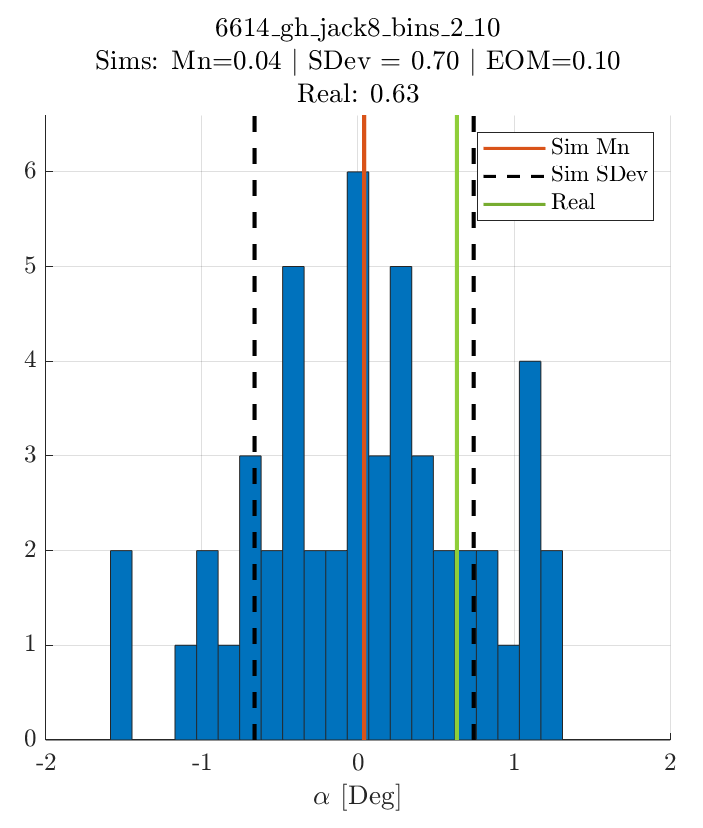 6614_gh_jack8_bins_2_10
Sims: Mn=0.04 | SDev = 0.70 | EOM=0.10
Real: 0.63
Sim Mn
Sim SDev
Real
6
5
4
3
2
1
0
-2 -1 0 1 2
α [Deg]